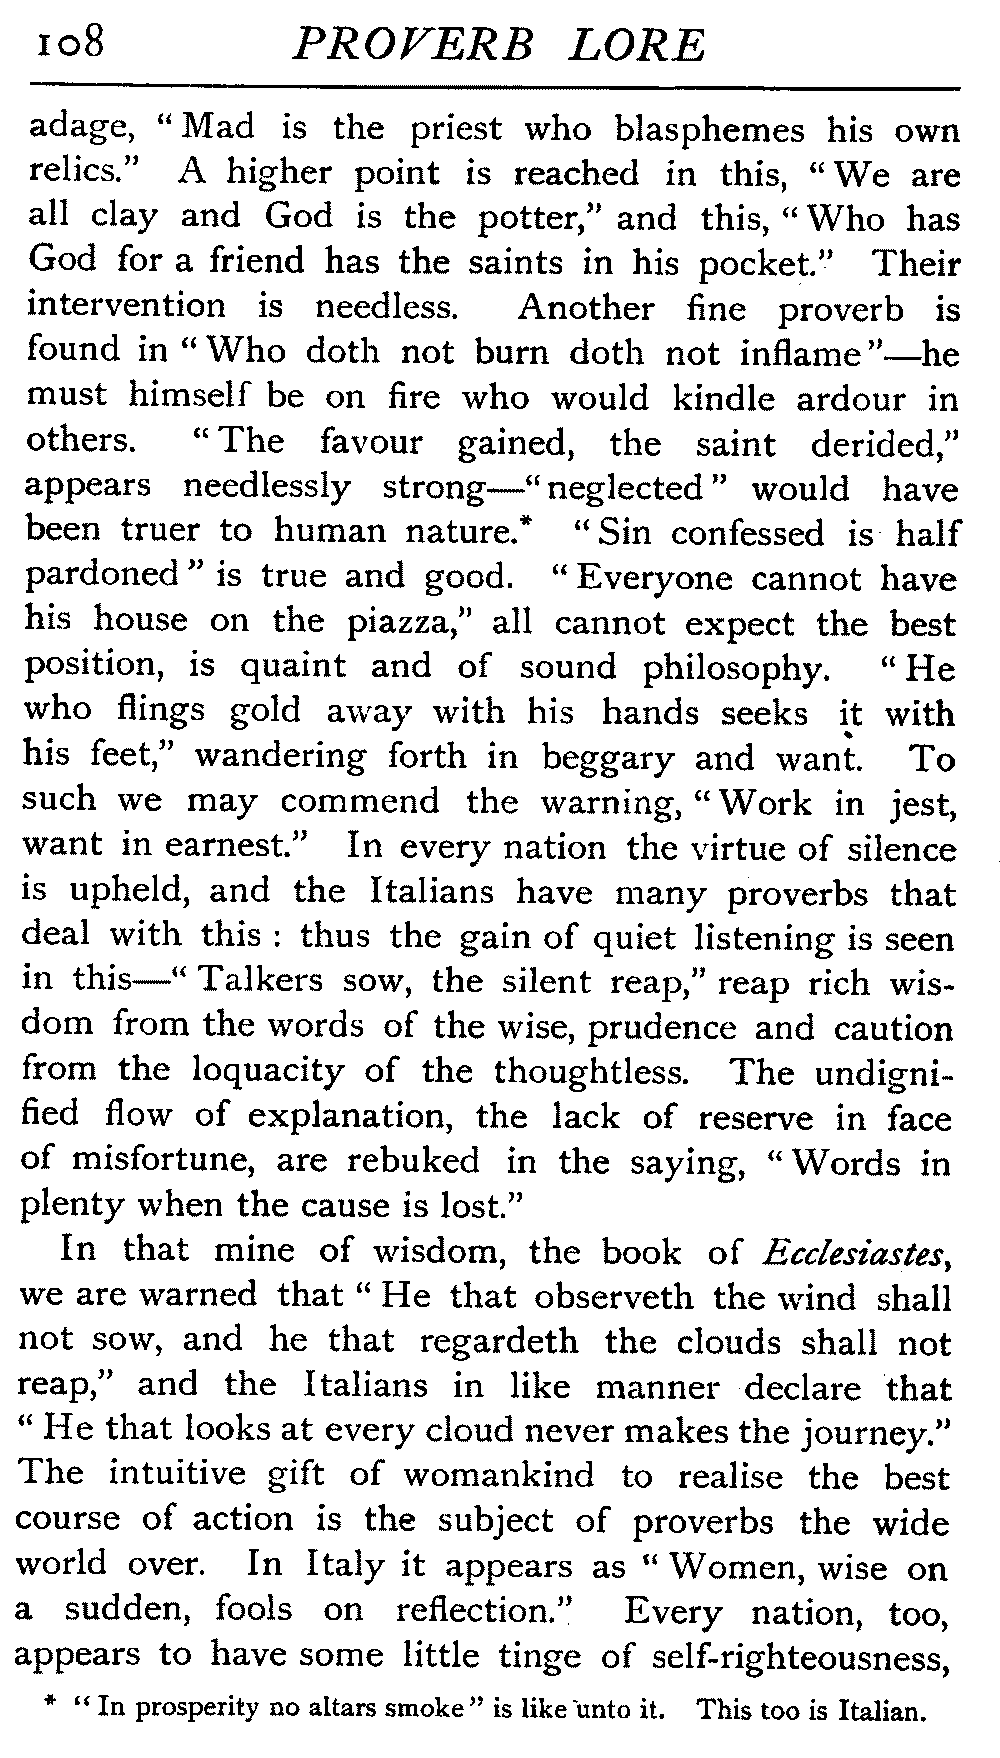 108 PROVERB LORE
adage, “Mad is the priest who blasphemes his own
relics.” A higher point is reached in this, “We are
all clay and God is the potter,” and this, “Who has
God for a friend has the saints in his pocket.” Their
intervention is needless. Another fine proverb is
found in “Who doth not burn doth not inflame”—he
must himself be on fire who would kindle ardour in
others. “The favour gained, the saint derided,”
appears needlessly strong—“neglected” would have
been truer to human nature.* “Sin confessed is half
pardoned” is true and good. “Everyone cannot have
his house on the piazza,” all cannot expect the best
position, is quaint and of sound philosophy. “He
who flings gold away with his hands seeks it with
his feet,” wandering forth in beggary and want. To
such we may commend the warning, “Work in jest,
want in earnest.” In every nation the virtue of silence
is upheld, and the Italians have many proverbs that
deal with this : thus the gain of quiet listening is seen
in this—“Talkers sow, the silent reap,” reap rich wis-
dom from the words of the wise, prudence and caution
from the loquacity of the thoughtless. The undigni-
fied flow of explanation, the lack of reserve in face
of misfortune, are rebuked in the saying, “Words in
plenty when the cause is lost.”
In that mine of wisdom, the book of Ecclesiastes,
we are warned that “He that observeth the wind shall
not sow, and he that regardeth the clouds shall not
reap,” and the Italians in like manner declare that
“He that looks at every cloud never makes the journey.”
The intuitive gift of womankind to realise the best
course of action is the subject of proverbs the wide
world over. In Italy it appears as “Women, wise on
a sudden, fools on reflection.” Every nation, too,
appears to have some little tinge of self-righteousness,
* “In prosperity no altars smoke” is like unto it. This too is Italian.